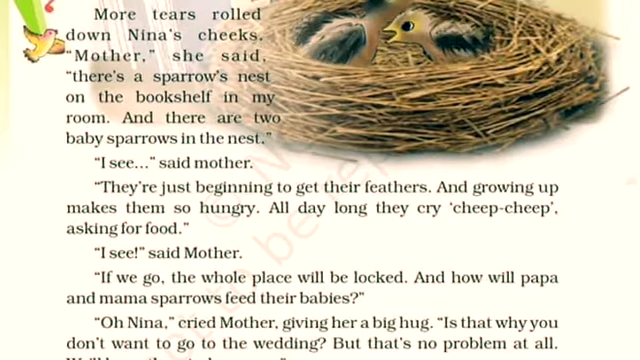 More tears rolled
down Nina's cheeks.
“Mother,” she said,
“there's a sparrow's nest
on the bookshelf in my
room. And there are two
baby sparrows in the nest.”
“I see...” said mother.
“They're just beginning to get their feathers. And growing up
makes them so hungry. All day long they cry ‘cheep-cheep’,
asking for food.”
“I see!” said Mother.
“If we go, the whole place will be locked. And how will papa
and mama sparrows feed their babies?”
“Oh Nina,” cried Mother, giving her a big hug. “Is that why you
don't want to go to the wedding? But that's no problem at all.